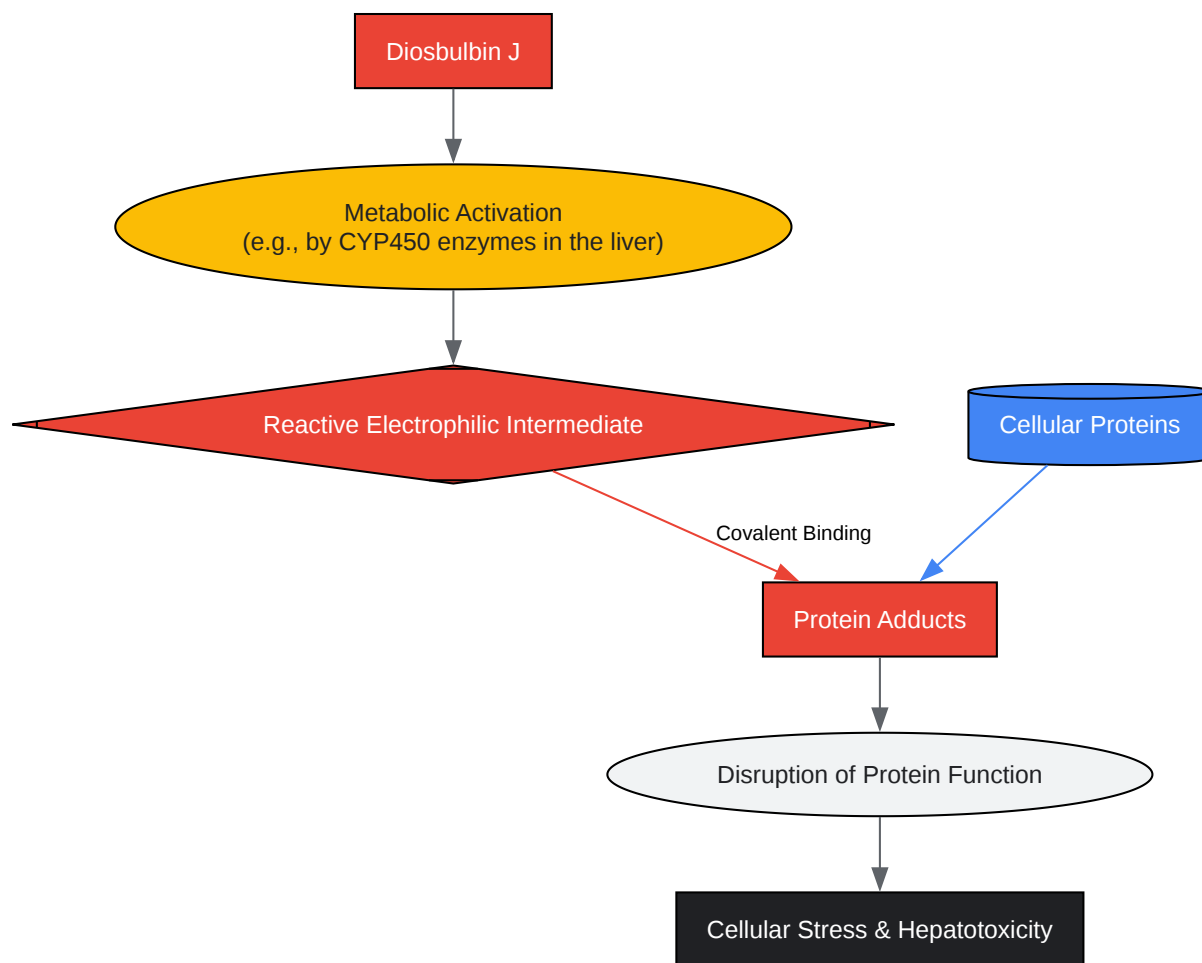 Diosbulbin J
Metabolic Activation
(e.g., by CYP450 enzymes in the liver)
Reactive Electrophilic Intermediate
Cellular Proteins
Covalent Binding
Protein Adducts
Disruption of Protein Function
Cellular Stress & Hepatotoxicity